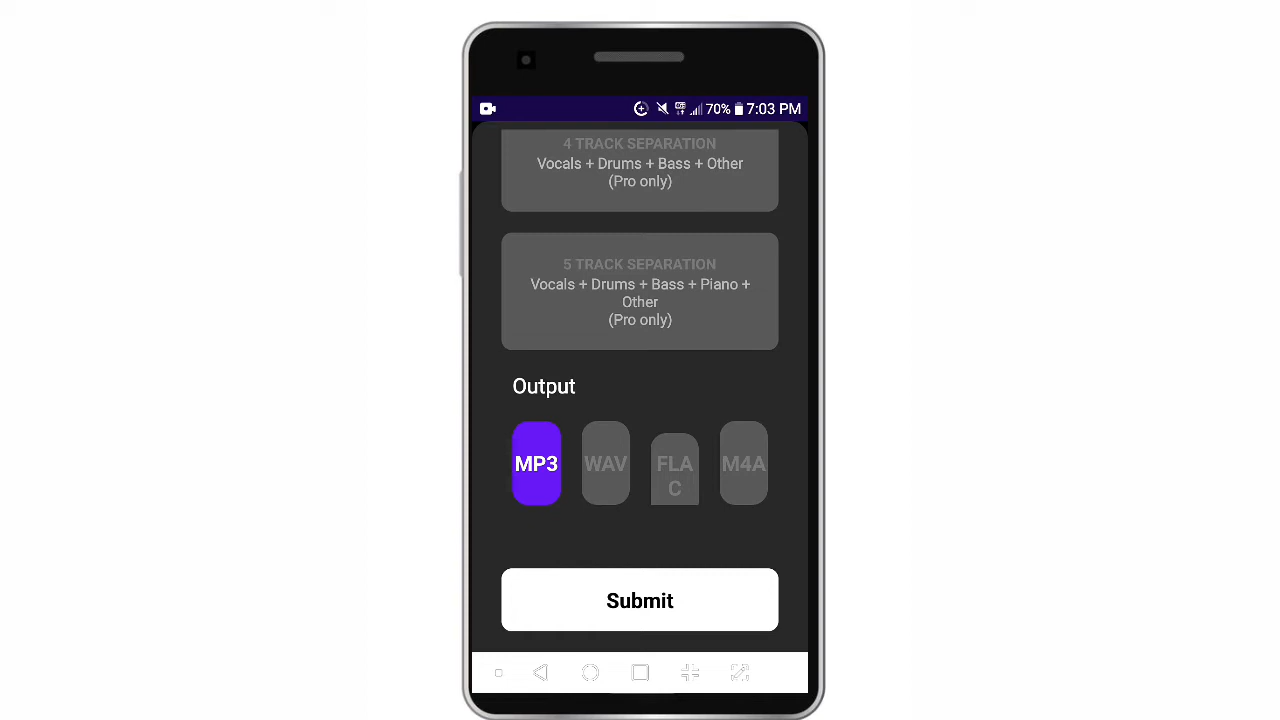 70% 7:03 PM
4 TRACK SEPARATION
Vocals + Drums + Bass + Other
(Pro only)
5 TRACK SEPARATION
Vocals + Drums + Bass + Piano +
Other
(Pro only)
Output
MP3 WAV FLA M4A
C
Submit